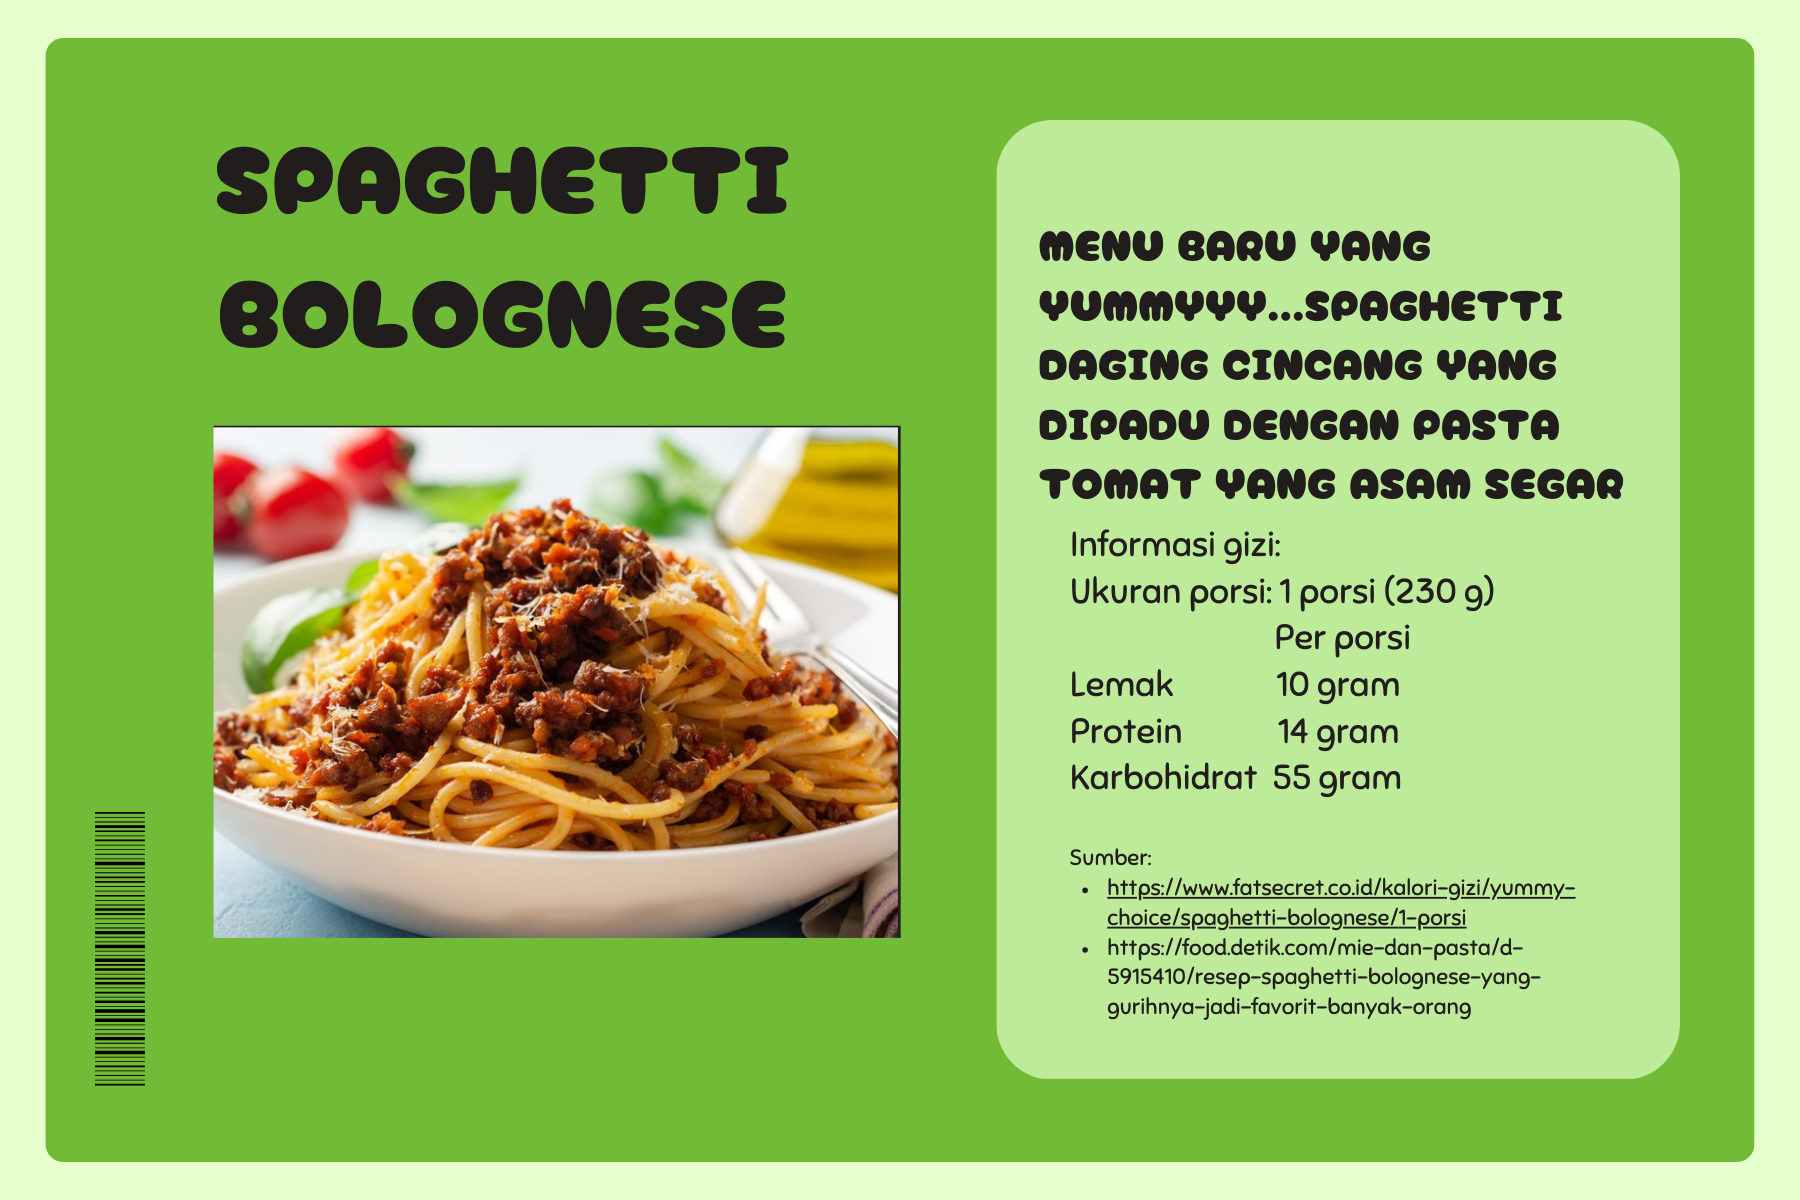 SPAGHETTI
BOLOGNESE
MENU BARU YANG
YUMMYYY...SPAGHETTI
DAGING CINCANG YANG
DIPADU DENGAN PASTA
TOMAT YANG ASAM SEGAR
Informasi gizi:
Ukuran porsi: 1 porsi (230 g)
Per porsi
Lemak 10 gram
Protein 14 gram
Karbohidrat 55 gram
Sumber:
• https://www.fatsecret.co.id/kalori-gizi/yummy-
choice/spaghetti-bolognese/1-porsi
• https://food.detik.com/mie-dan-pasta/d-
5915410/resep-spaghetti-bolognese-yang-
gurihnya-jadi-favorit-banyak-orang